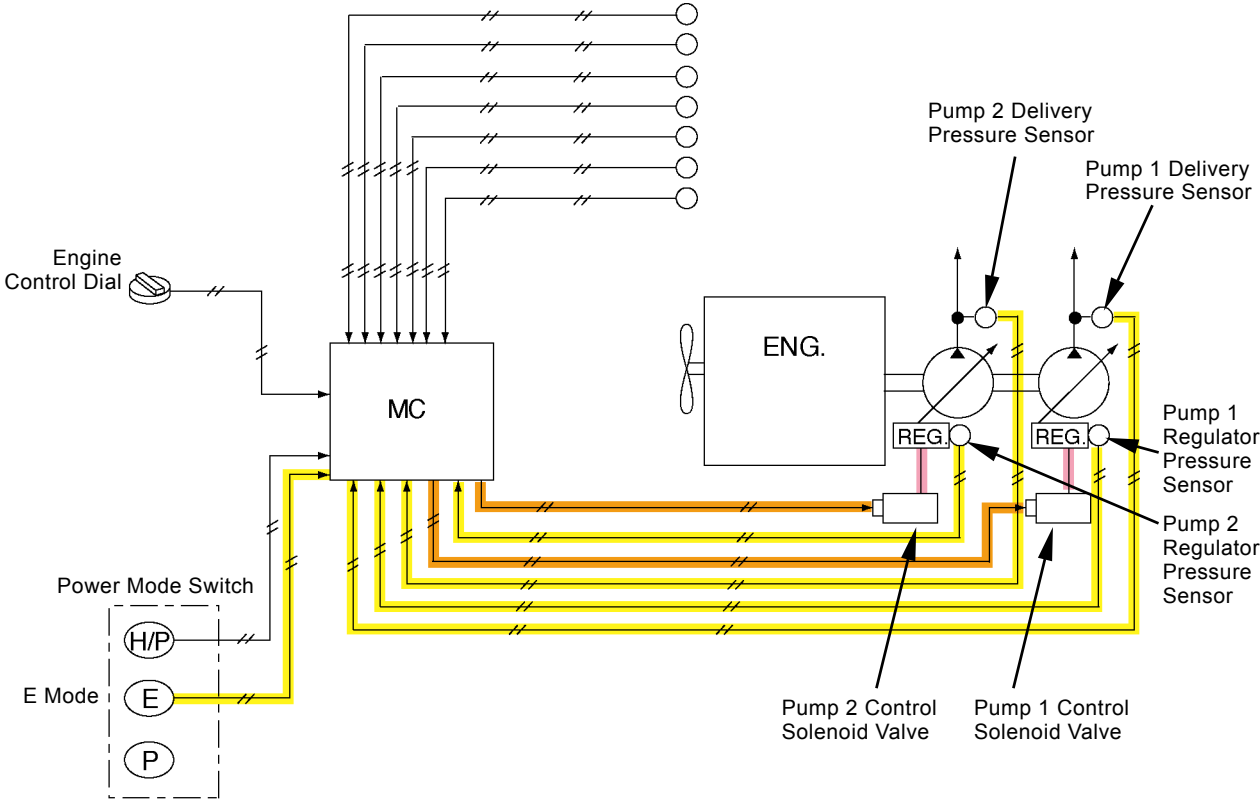 Pump 2 Delivery
Pressure Sensor
Pump 1 Delivery
Pressure Sensor
Engine
Control Dial
ENG.
MC
REG.
REG.
Pump 1
Regulator
Pressure
Sensor
Pump 2
Regulator
Pressure
Sensor
Power Mode Switch
H/P
E Mode
E
P
Pump 2 Control
Solenoid Valve
Pump 1 Control
Solenoid Valve